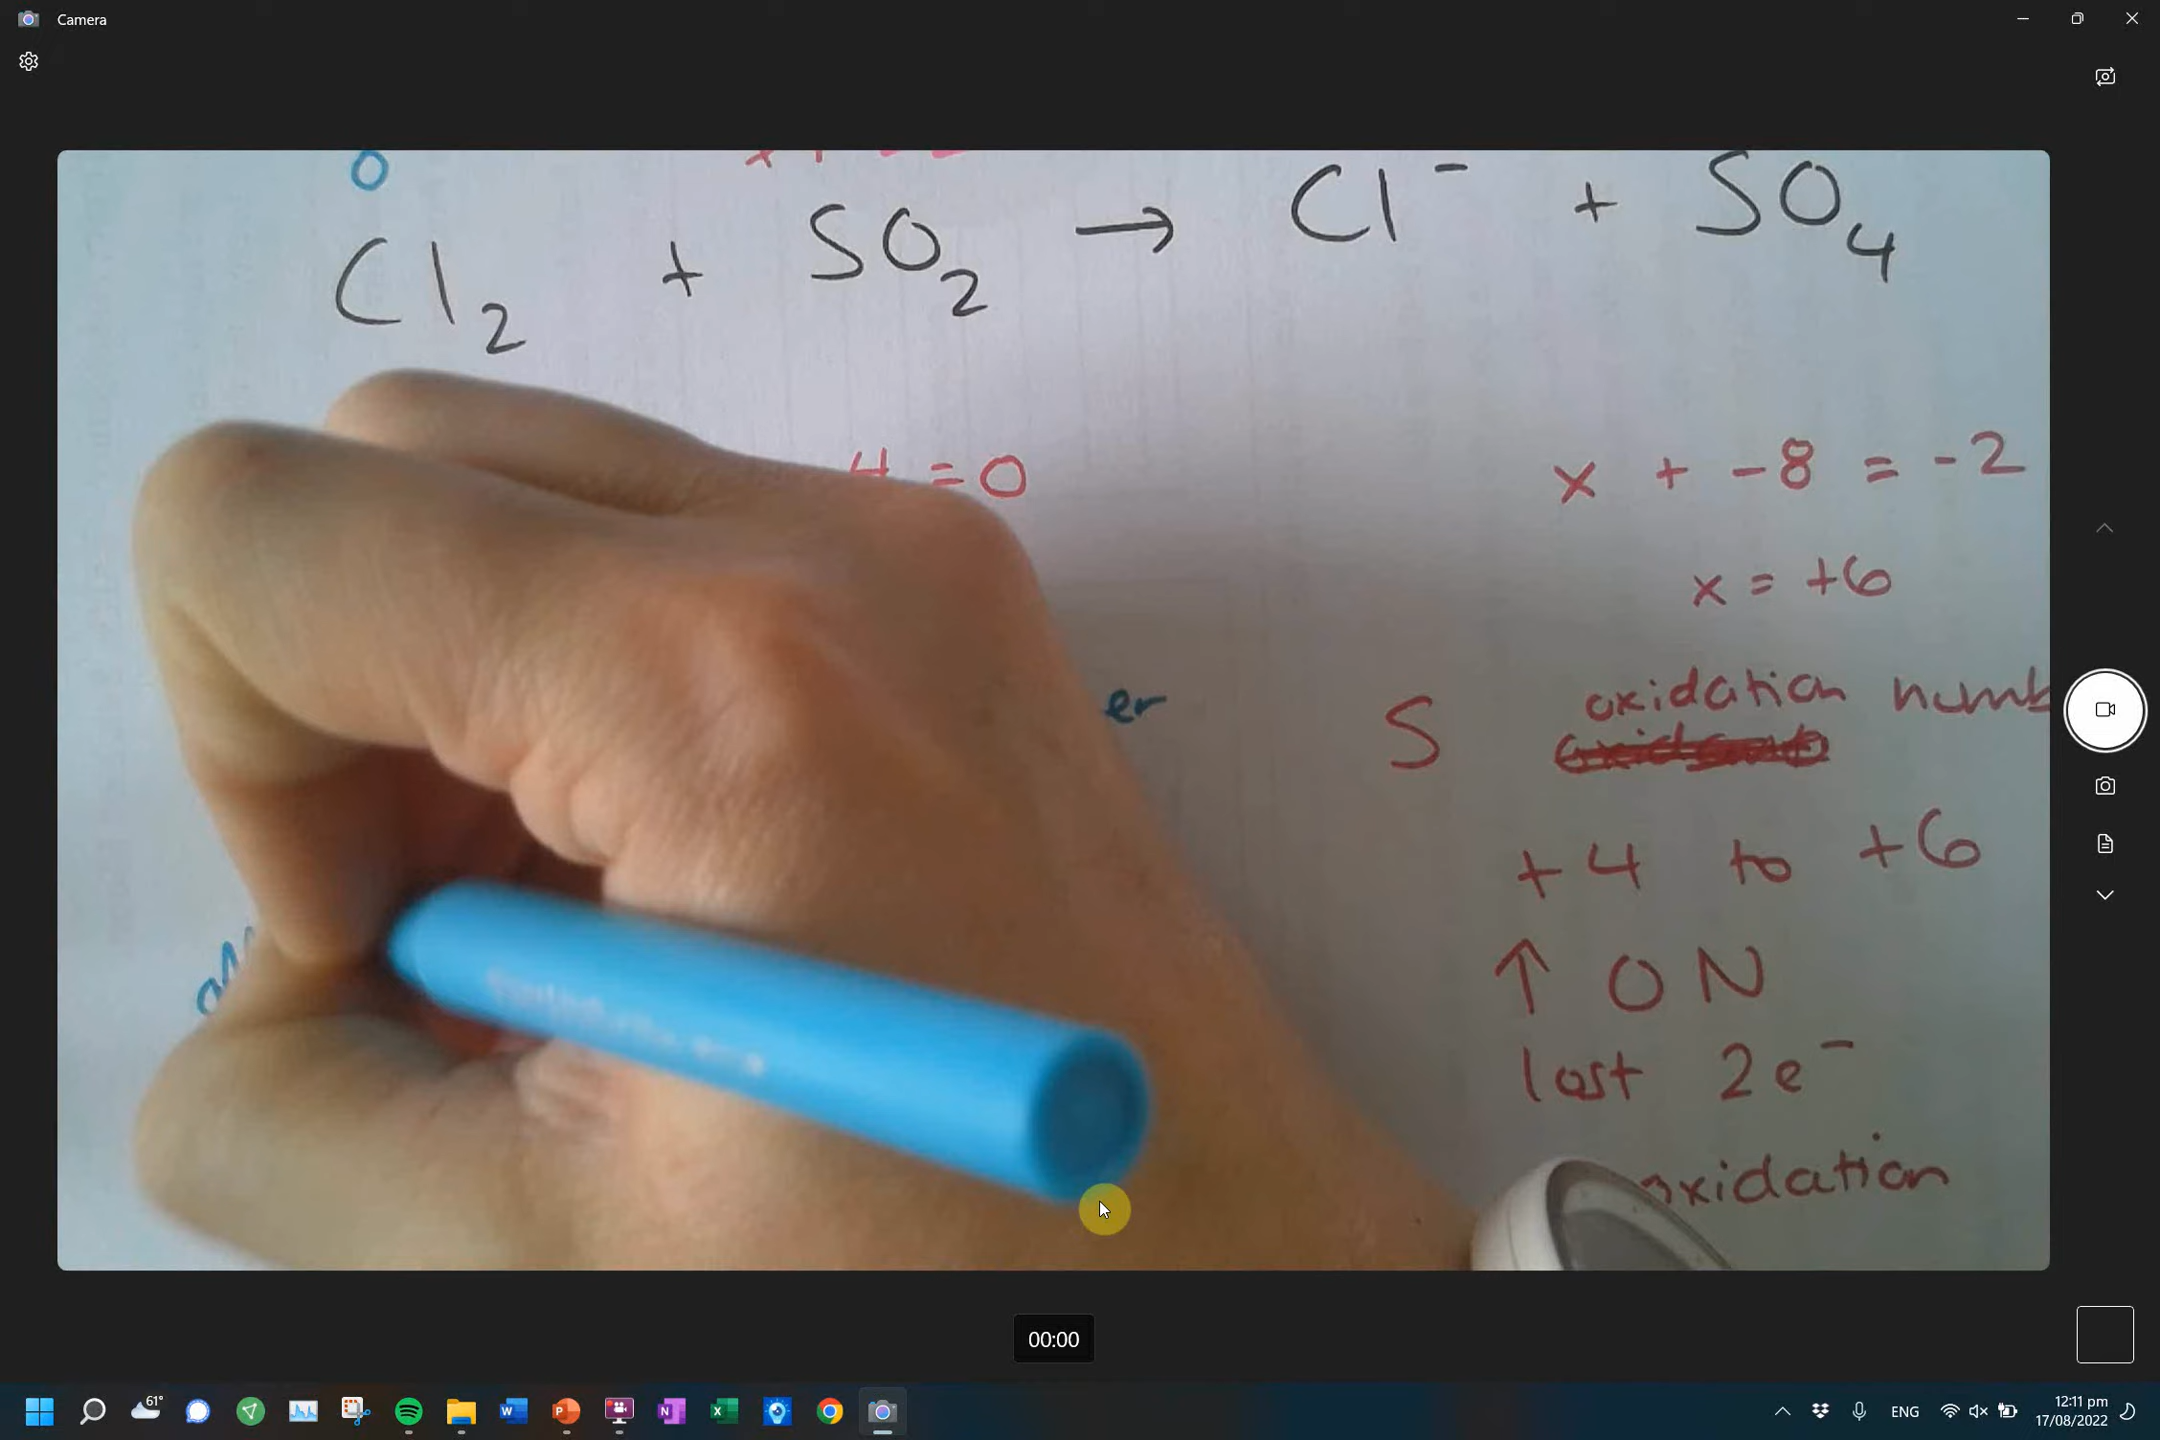 Camera
0
Cl₂ + SO₂ → Cl⁻ + SO₄
4 = 0
x + -8 = -2
x = +6
er
S oxidation numb
+4 to +6
↑ ON
lost 2e⁻
oxidation
00:00
61°
ENG
12:11 pm
17/08/2022